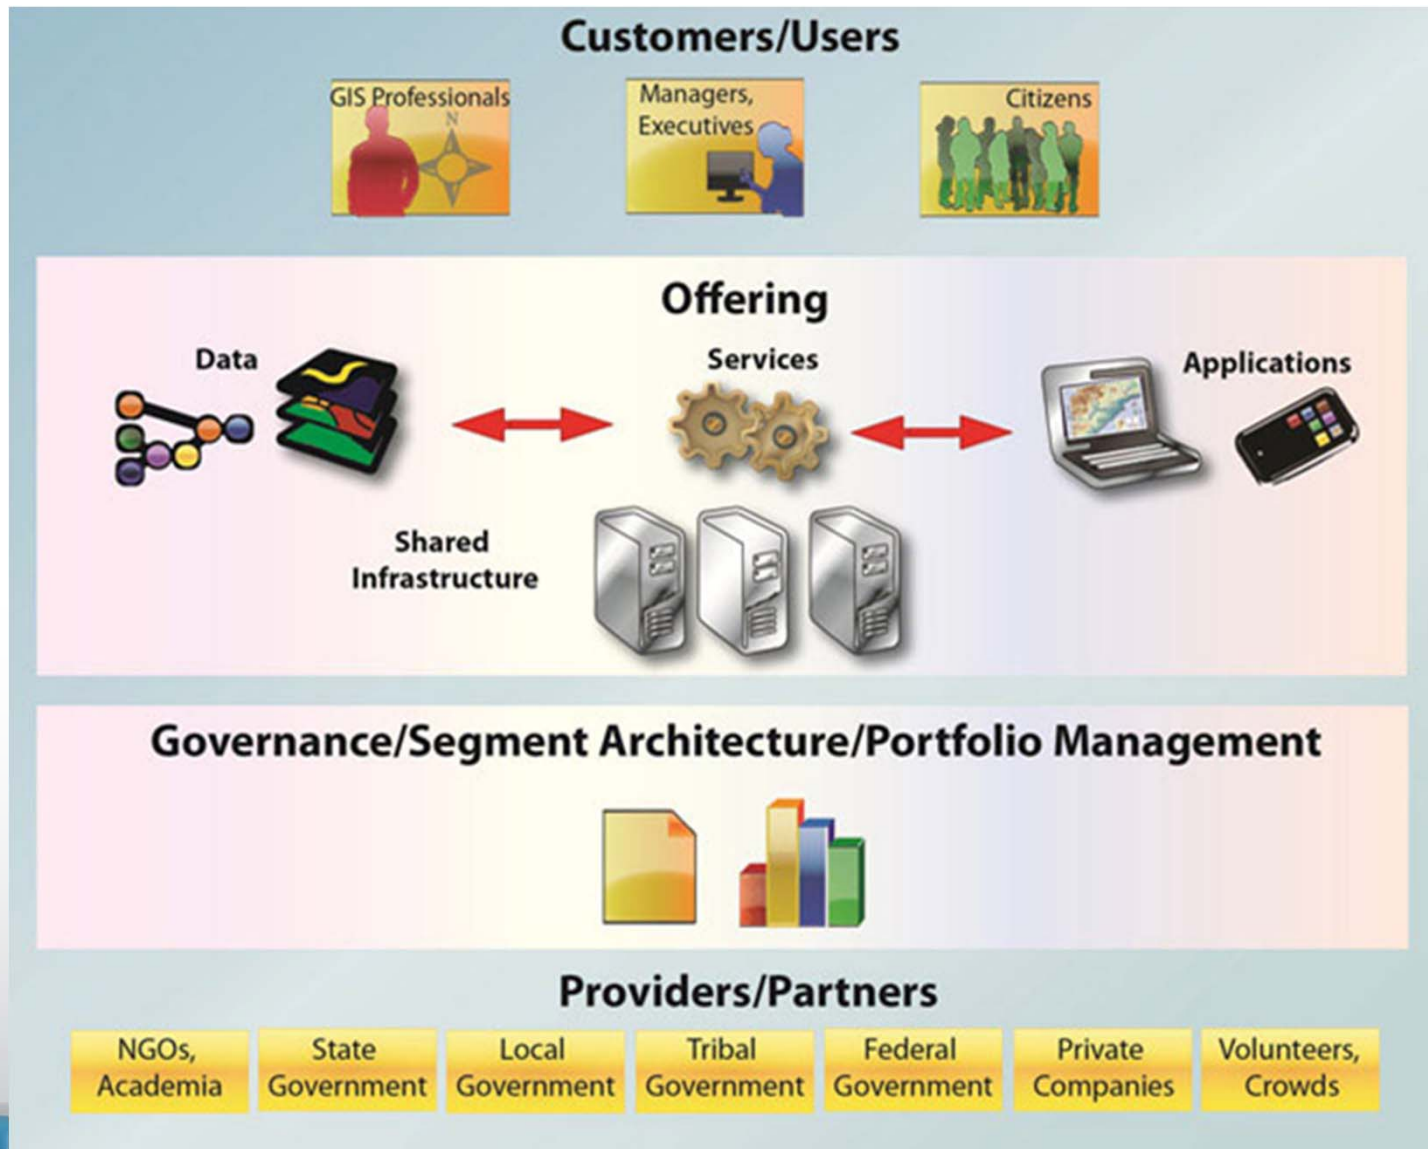 Customers/Users
GIS Professionals
N
Managers,
Executives
Citizens
Offering
Data
Services
Applications
Shared
Infrastructure
Governance/Segment Architecture/Portfolio Management
Providers/Partners
NGOs,
Academia
State
Government
Local
Government
Tribal
Government
Federal
Government
Private
Companies
Volunteers,
Crowds